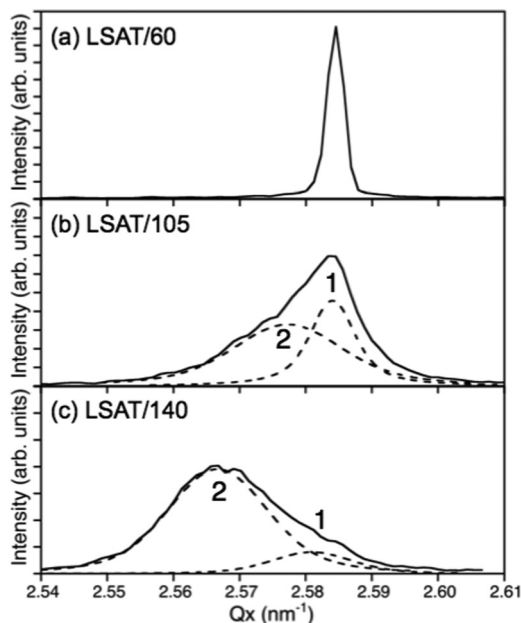 (a) LSAT/60
Intensity (arb. units)
(b) LSAT/105
Intensity (arb. units)
1
2
(c) LSAT/140
Intensity (arb. units)
2
1
2.54 2.55 2.56 2.57 2.58 2.59 2.60 2.61
Qx (nm⁻¹)